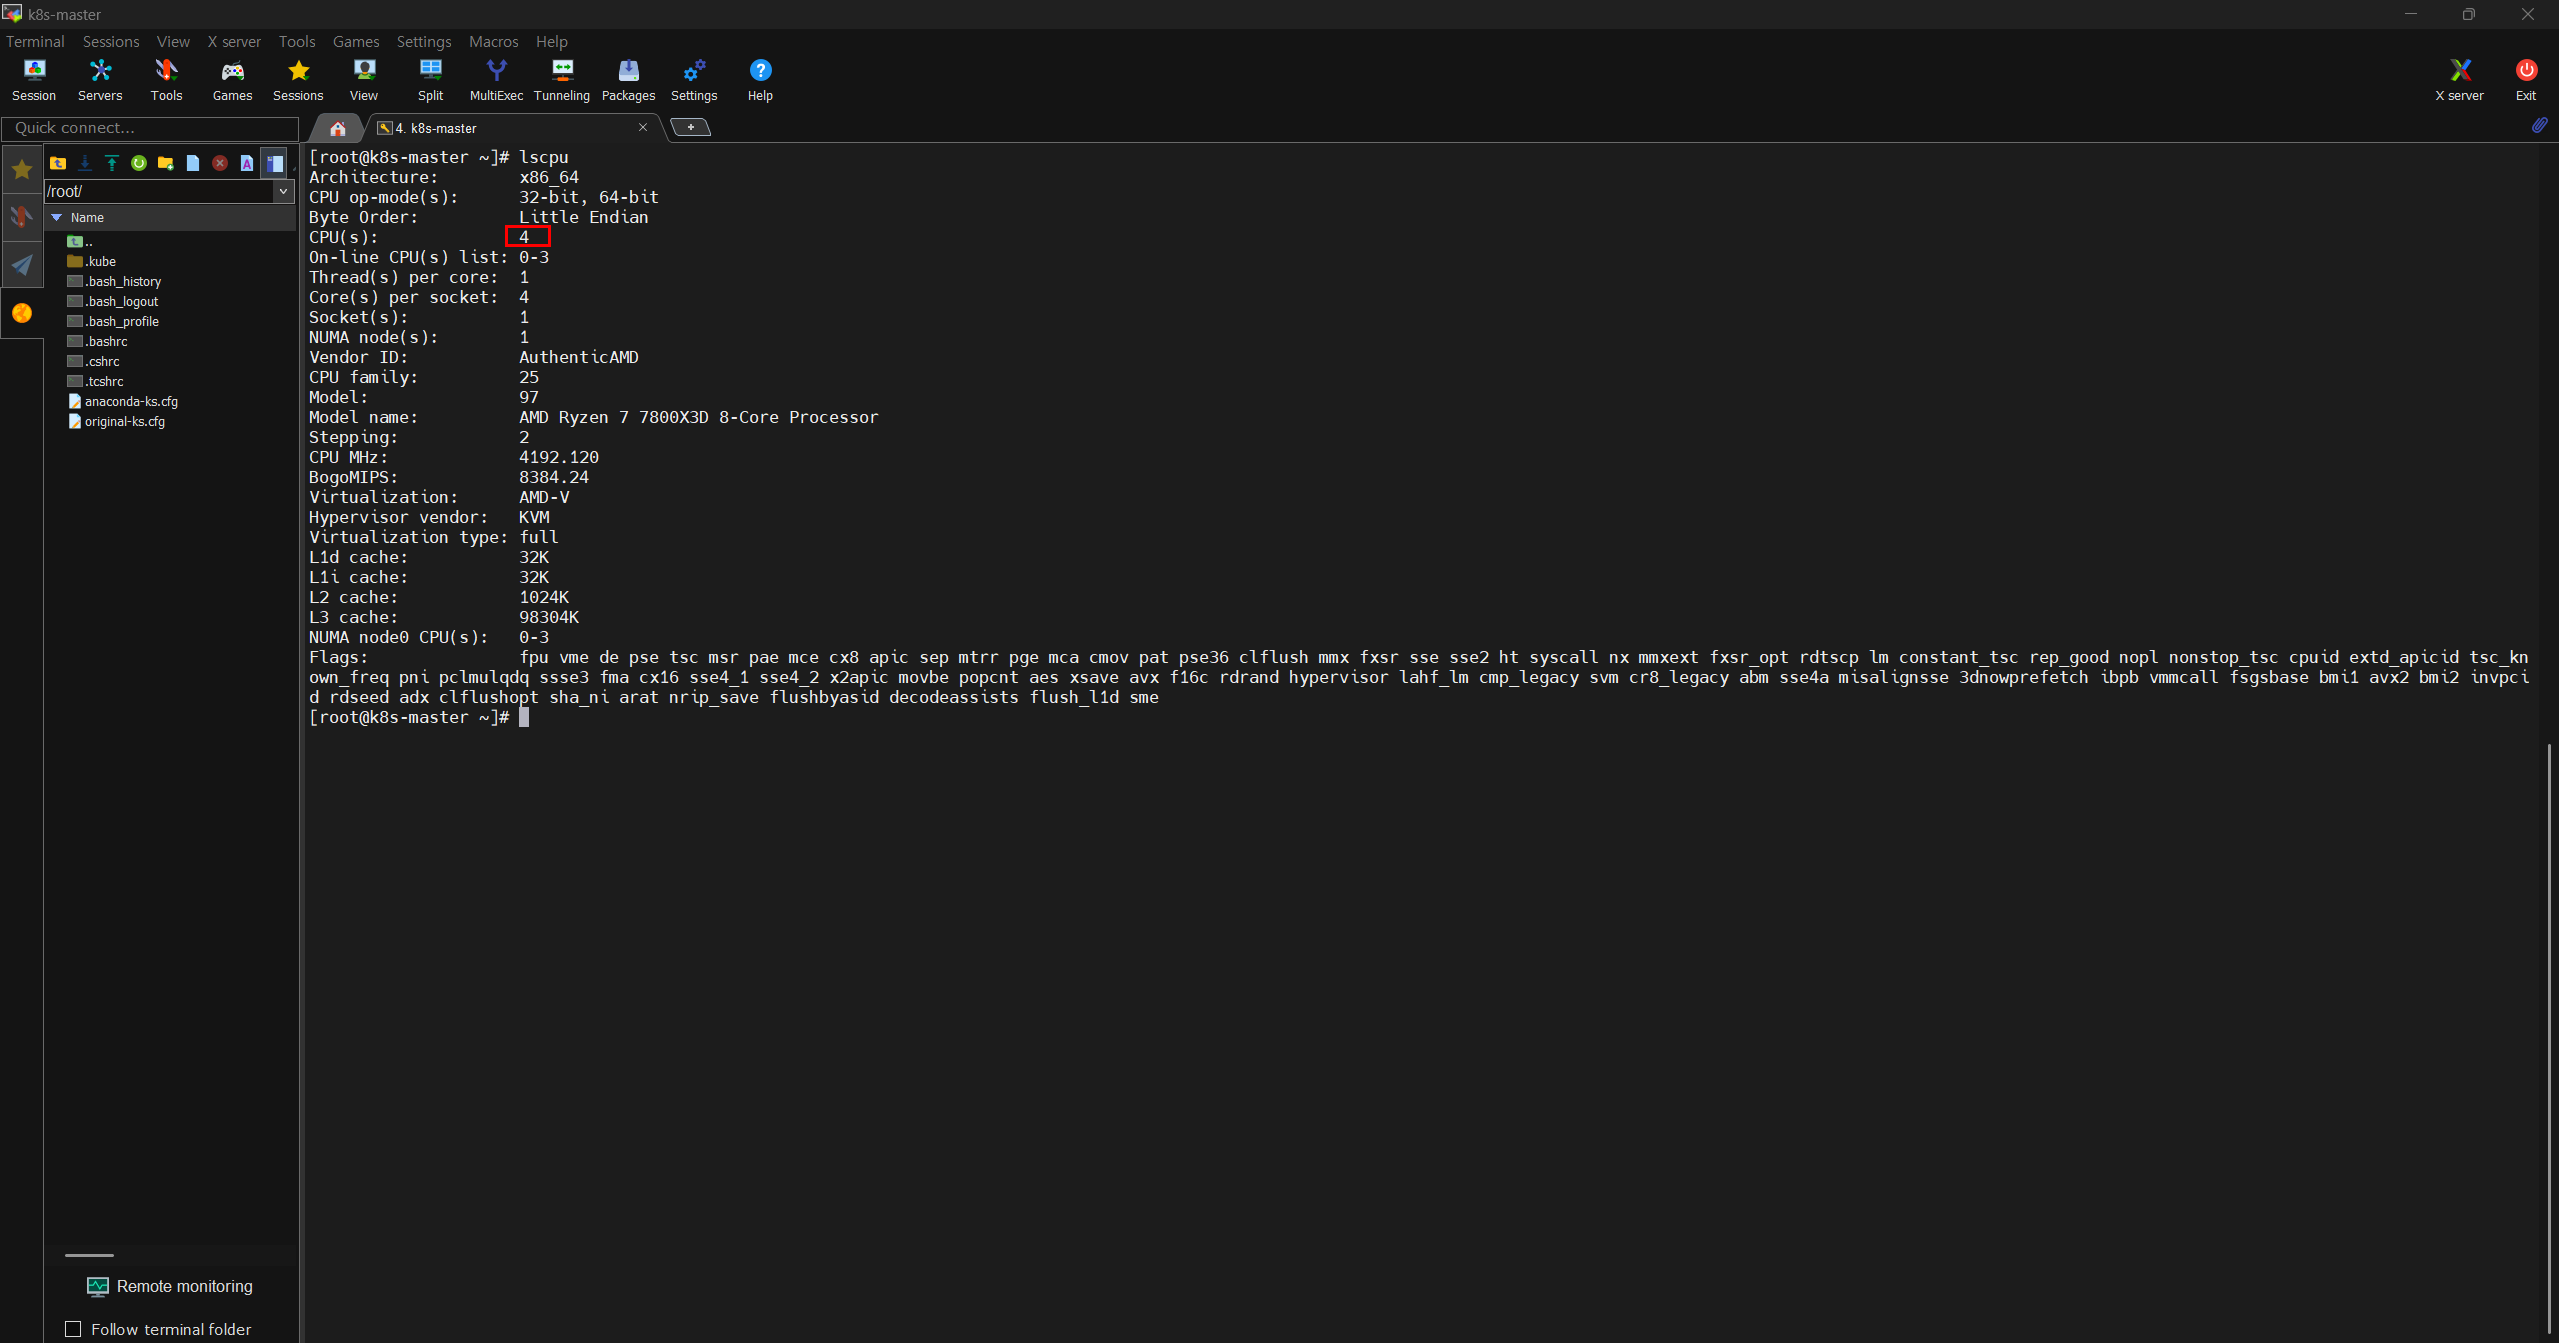 k8s-master
Terminal Sessions View X server Tools Games Settings Macros Help
Session Servers Tools Games Sessions View Split MultiExec Tunneling Packages Settings Help X server Exit
Quick connect...
4. k8s-master
/root/
Name
..
.kube
.bash_history
.bash_logout
.bash_profile
.bashrc
.cshrc
.tcshrc
anaconda-ks.cfg
original-ks.cfg
Remote monitoring
Follow terminal folder
[root@k8s-master ~]# lscpu
Architecture: x86_64
CPU op-mode(s): 32-bit, 64-bit
Byte Order: Little Endian
CPU(s): 4
On-line CPU(s) list: 0-3
Thread(s) per core: 1
Core(s) per socket: 4
Socket(s): 1
NUMA node(s): 1
Vendor ID: AuthenticAMD
CPU family: 25
Model: 97
Model name: AMD Ryzen 7 7800X3D 8-Core Processor
Stepping: 2
CPU MHz: 4192.120
BogoMIPS: 8384.24
Virtualization: AMD-V
Hypervisor vendor: KVM
Virtualization type: full
L1d cache: 32K
L1i cache: 32K
L2 cache: 1024K
L3 cache: 98304K
NUMA node0 CPU(s): 0-3
Flags: fpu vme de pse tsc msr pae mce cx8 apic sep mtrr pge mca cmov pat pse36 clflush mmx fxsr sse sse2 ht syscall nx mmxext fxsr_opt rdtscp lm constant_tsc rep_good nopl nonstop_tsc cpuid extd_apicid tsc_kn
own_freq pni pclmulqdq ssse3 fma cx16 sse4_1 sse4_2 x2apic movbe popcnt aes xsave avx f16c rdrand hypervisor lahf_lm cmp_legacy svm cr8_legacy abm sse4a misalignsse 3dnowprefetch ibpb vmmcall fsgsbase bmi1 avx2 bmi2 invpci
d rdseed adx clflushopt sha_ni arat nrip_save flushbyasid decodeassists flush_l1d sme
[root@k8s-master ~]#